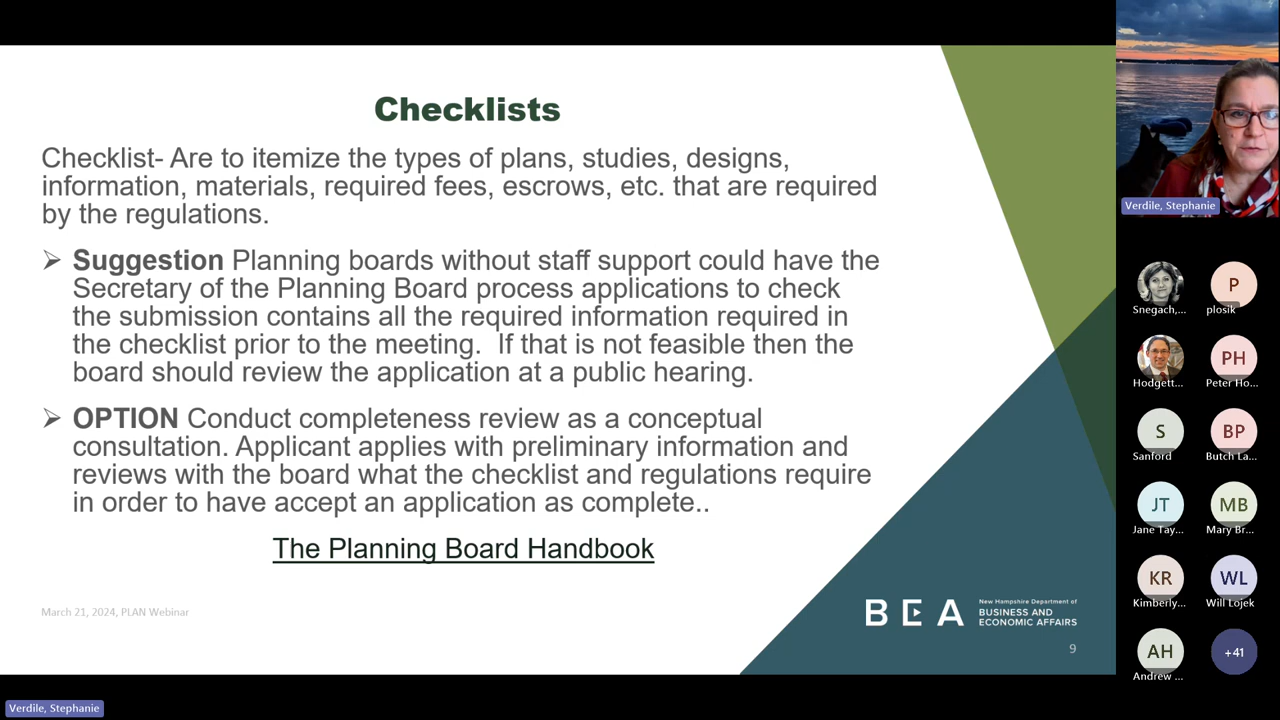 Checklists
Checklist- Are to itemize the types of plans, studies, designs,
information, materials, required fees, escrows, etc. that are required
by the regulations.
Suggestion Planning boards without staff support could have the
Secretary of the Planning Board process applications to check
the submission contains all the required information required in
the checklist prior to the meeting.  If that is not feasible then the
board should review the application at a public hearing.
OPTION Conduct completeness review as a conceptual
consultation. Applicant applies with preliminary information and
reviews with the board what the checklist and regulations require
in order to have accept an application as complete..
The Planning Board Handbook
March 21, 2024, PLAN Webinar
BEA
New Hampshire Department of
BUSINESS AND
ECONOMIC AFFAIRS
9
Verdile, Stephanie
Snegach,...
P
plosik
Hodgett...
PH
Peter Ho...
S
Sanford
BP
Butch La...
JT
Jane Tay...
MB
Mary Br...
KR
Kimberly...
WL
Will Lojek
AH
Andrew ...
+41
Verdile, Stephanie